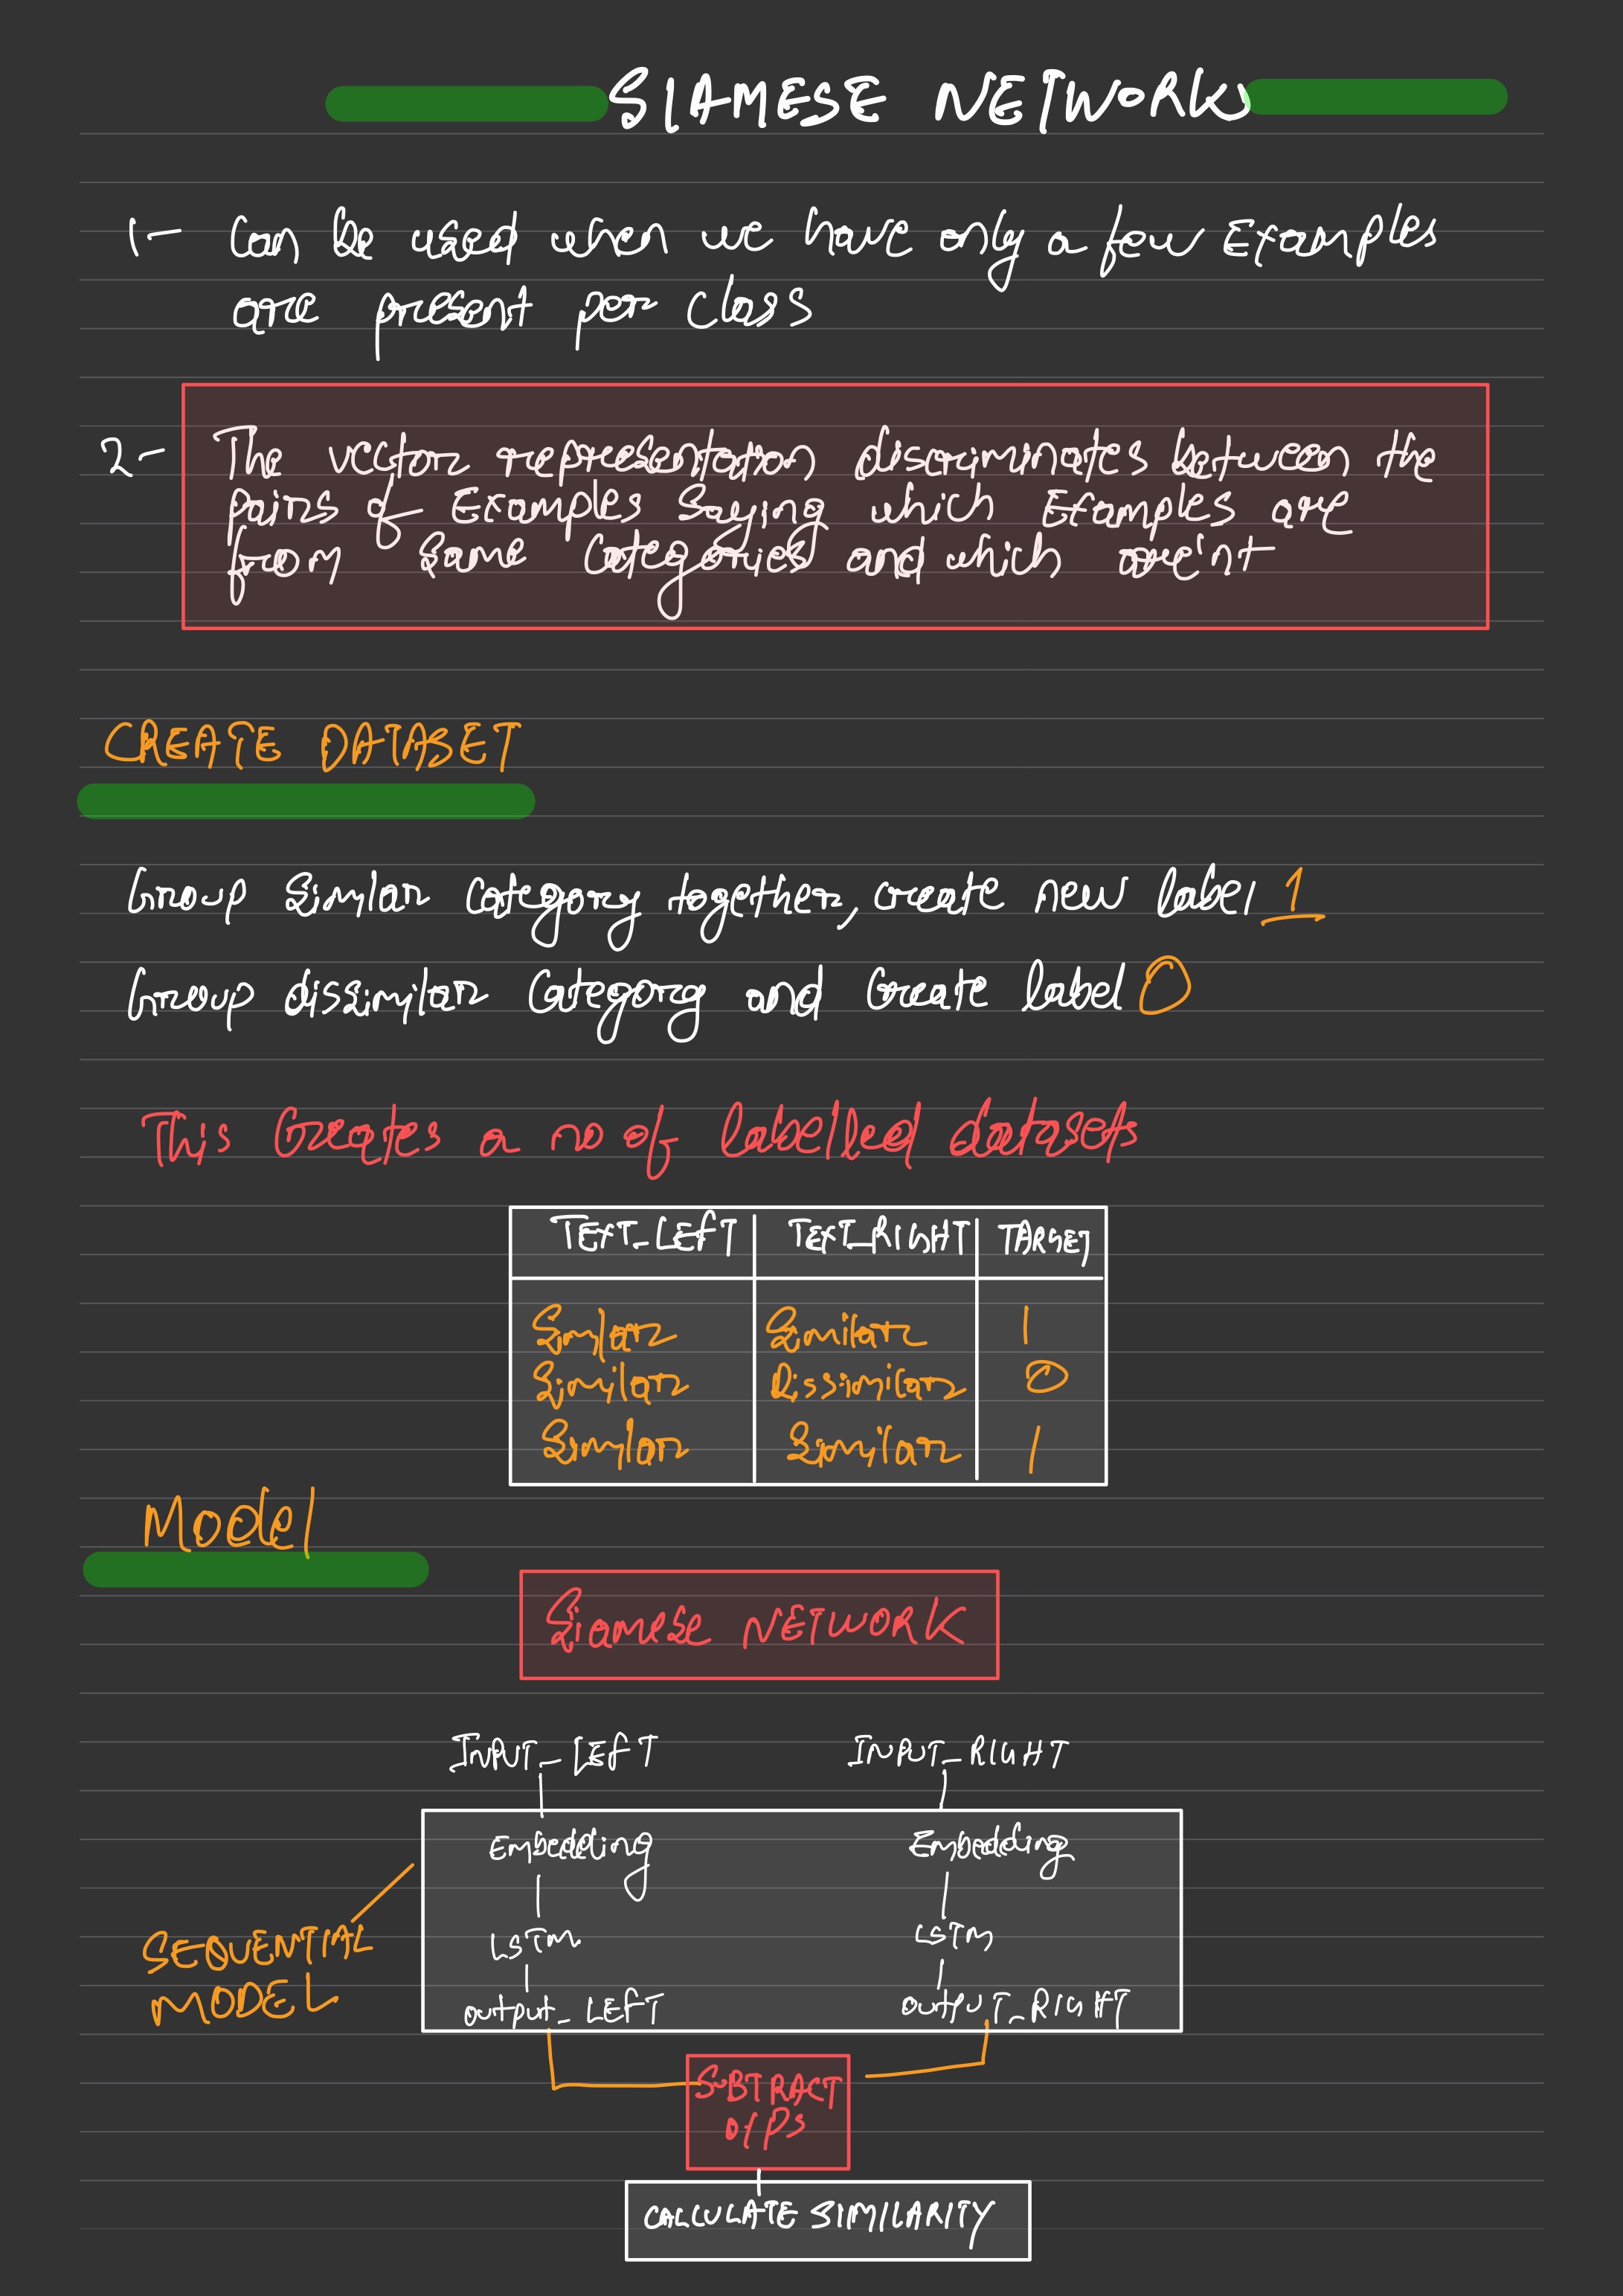 SIAMESE NETWORK
1- Can be used when we have only a few Examples
are present per class
2- The vector representation discriminates between the
pairs of Examples saying which Examples are
from same categories and which are'nt
CREATE DATASET
Group similar category together, create new label 1
Group dissimilar category and create label 0
This creates a no of labelled datasets
TEXT_LEFT TEXT_RIGHT TARGET
Similar Similar 1
Similar Dissimilar 0
Similar Similar 1
Model
Siamese NETWORK
INPUT_LEFT INPUT_RIGHT
Embedding Embedding
LSTM LSTM
SEQUENTIAL
MODEL
OUTPUT_LEFT OUTPUT_RIGHT
SUBTRACT
O/PS
CALCULATE SIMILARITY